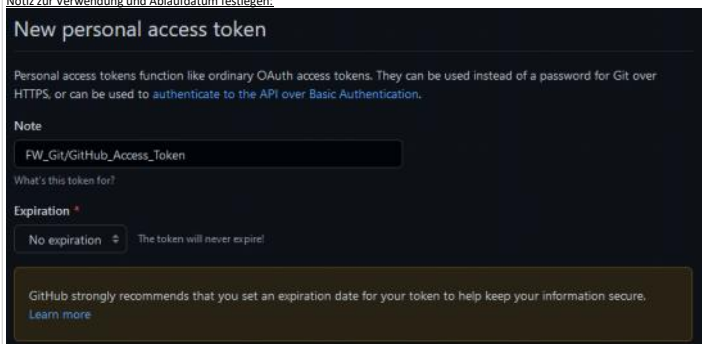 Notiz zur Verwendung und Ablaufdatum festlegen:
New personal access token
Personal access tokens function like ordinary OAuth access tokens. They can be used instead of a password for Git over
HTTPS, or can be used to authenticate to the API over Basic Authentication.
Note
FW_Git/GitHub_Access_Token
What's this token for?
Expiration *
No expiration The token will never expire!
GitHub strongly recommends that you set an expiration date for your token to help keep your information secure.
Learn more